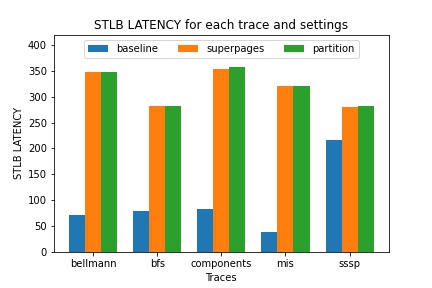 STLB LATENCY for each trace and settings
baseline superpages partition
400
350
300
250
200
150
100
50
0
STLB LATENCY
bellmann bfs components mis sssp
Traces